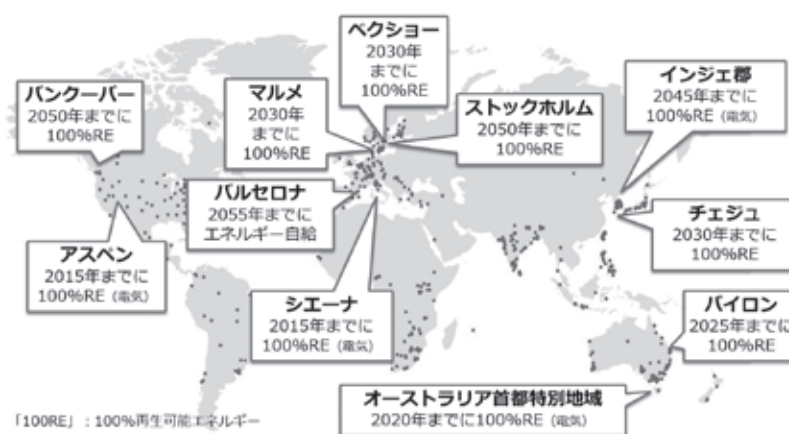 ベクショー
2030年
までに
100%RE
バンクーバー
2050年までに
100%RE
マルメ
2030年
までに
100%RE
ストックホルム
2050年までに
100%RE
インジェ郡
2045年までに
100%RE (電気)
バルセロナ
2055年までに
エネルギー自給
チェジュ
2030年までに
100%RE
アスペン
2015年までに
100%RE (電気)
シエーナ
2015年までに
100%RE (電気)
バイロン
2025年までに
100%RE
オーストラリア首都特別地域
2020年までに100%RE (電気)
「100RE」：100%再生可能エネルギー